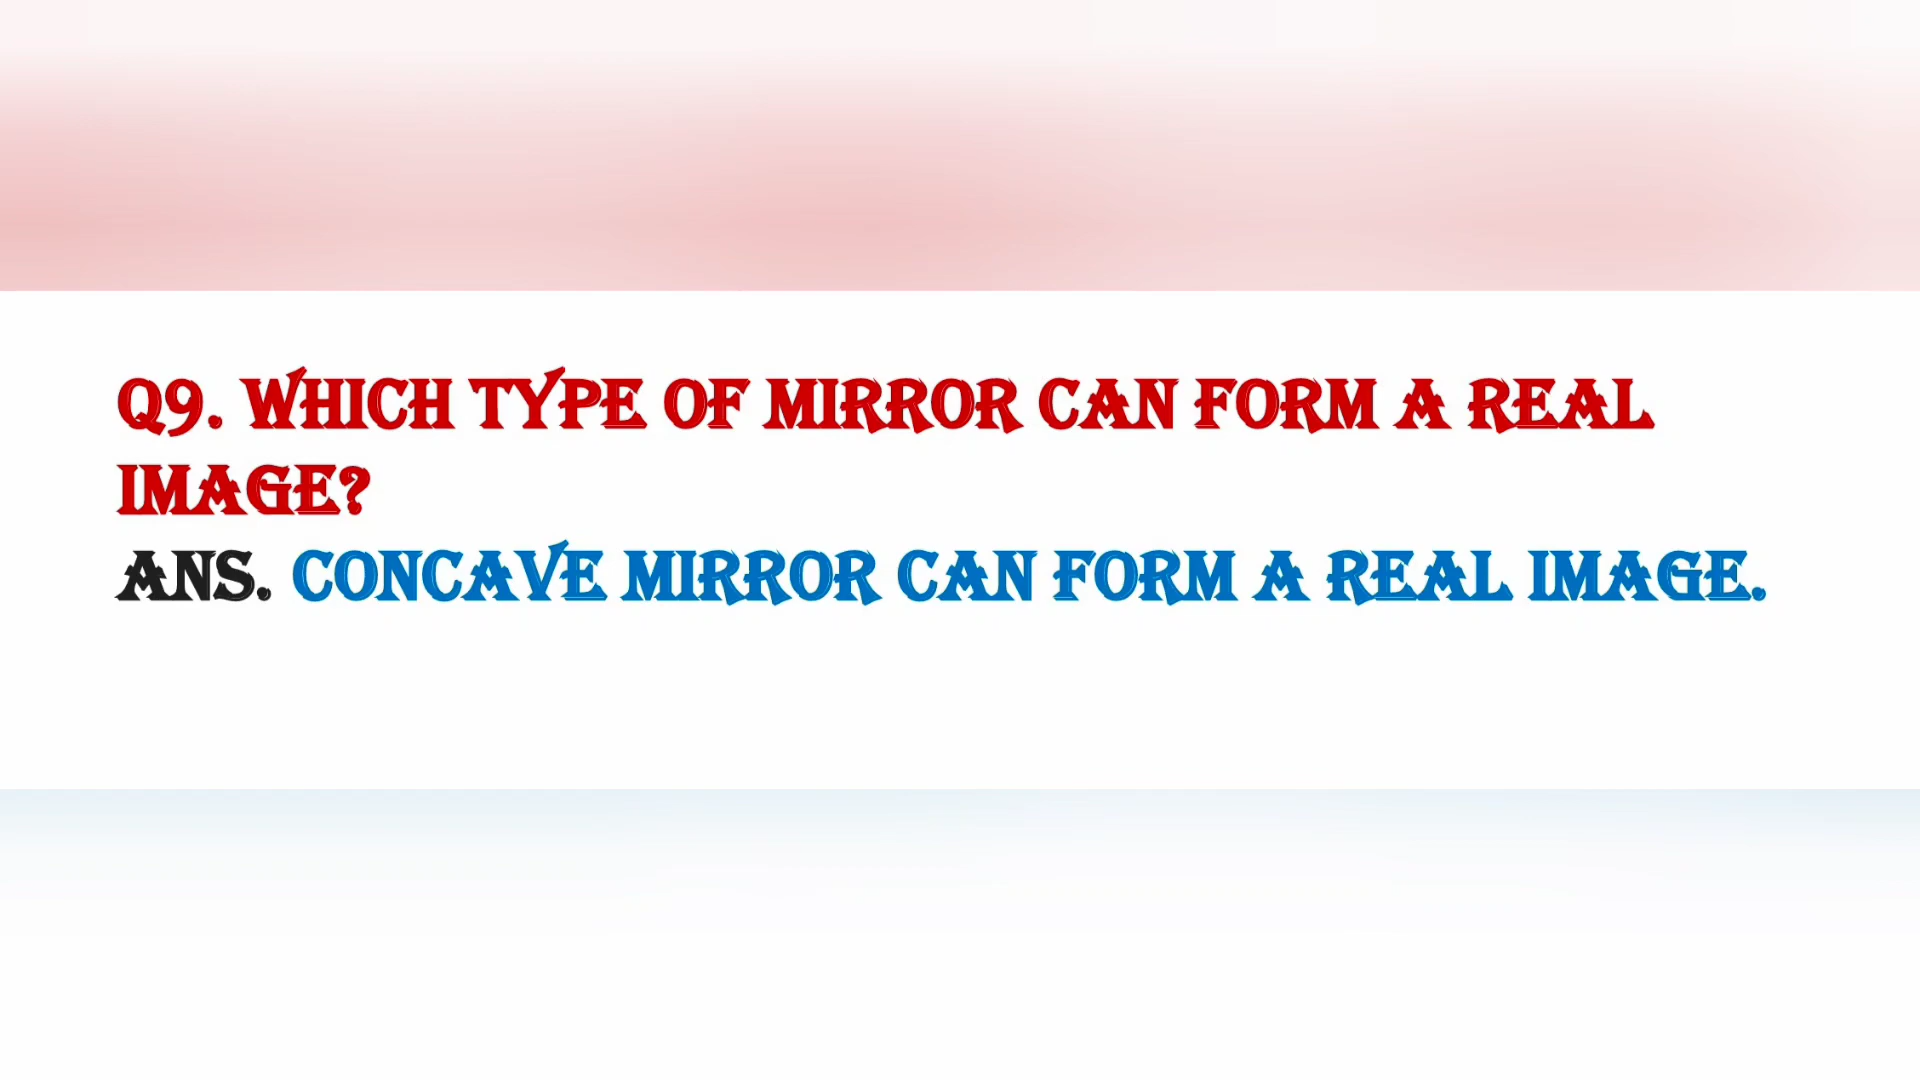 Q9. WHICH TYPE OF MIRROR CAN FORM A REAL
IMAGE?
ANS. CONCAVE MIRROR CAN FORM A REAL IMAGE.